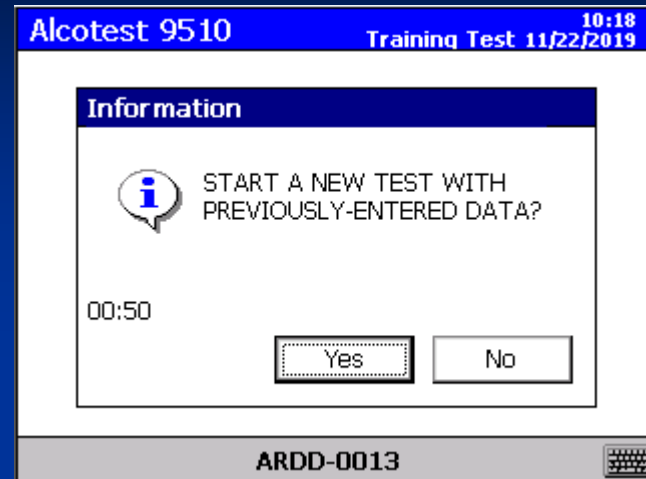 Alcotest 9510
10:18
Training Test 11/22/2019
Information
START A NEW TEST WITH
PREVIOUSLY-ENTERED DATA?
00:50
Yes No
ARDD-0013